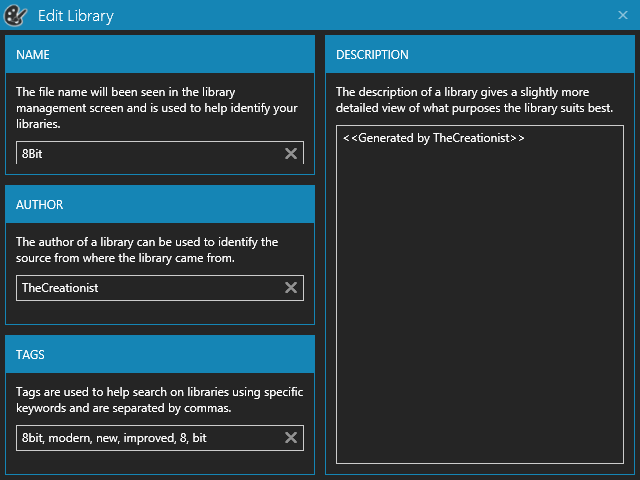 Edit Library
NAME
The file name will been seen in the library
management screen and is used to help identify your
libraries.
8Bit
AUTHOR
The author of a library can be used to identify the
source from where the library came from.
TheCreationist
TAGS
Tags are used to help search on libraries using specific
keywords and are separated by commas.
8bit, modern, new, improved, 8, bit
DESCRIPTION
The description of a library gives a slightly more
detailed view of what purposes the library suits best.
<<Generated by TheCreationist>>